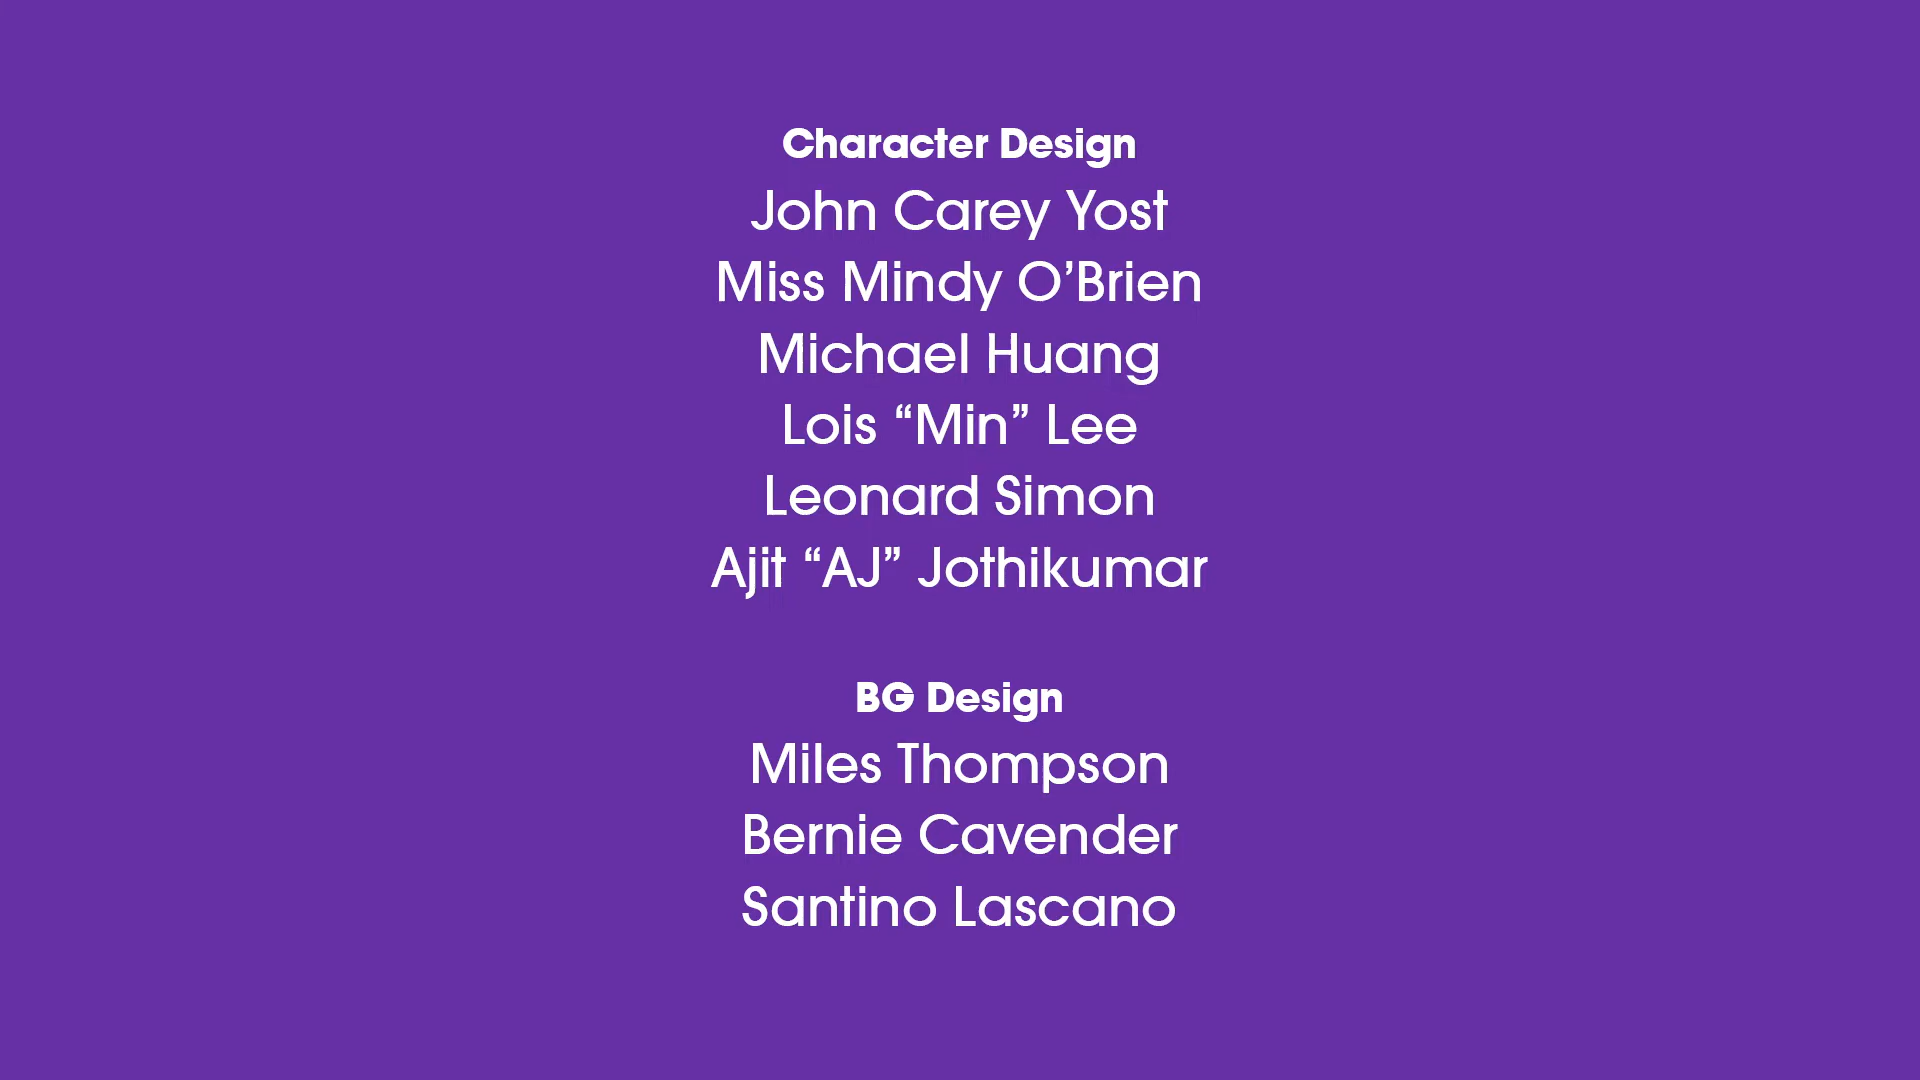 Character Design
John Carey Yost
Miss Mindy O’Brien
Michael Huang
Lois “Min” Lee
Leonard Simon
Ajit “AJ” Jothikumar
BG Design
Miles Thompson
Bernie Cavender
Santino Lascano